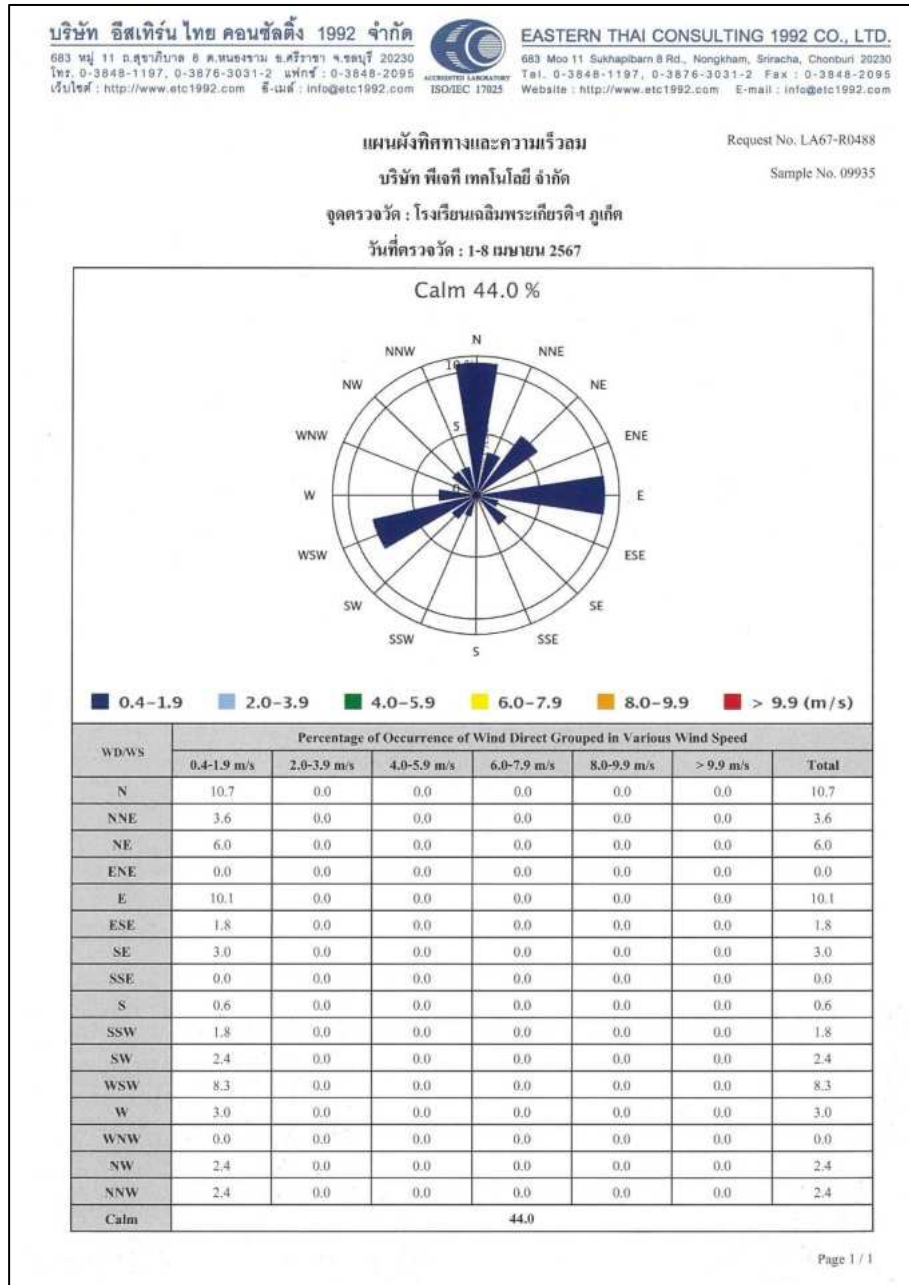 บริษัท อีสเทิร์น ไทย คอนซัลติ้ง 1992 จำกัด
683 หมู่ 11 ถ.สุขาภิบาล 8 ต.หนองขาม อ.ศรีราชา จ.ชลบุรี 20230
โทร. 0-3848-1197, 0-3876-3031-2 แฟกซ์ : 0-3848-2095
เว็บไซต์ : http://www.etc1992.com อี-เมล์ : info@etc1992.com
ACCREDITED LABORATORY
ISO/IEC 17025
EASTERN THAI CONSULTING 1992 CO., LTD.
683 Moo 11 Sukhapibarn 8 Rd., Nongkham, Sriracha, Chonburi 20230
Tel. 0-3848-1197, 0-3876-3031-2 Fax : 0-3848-2095
Website : http://www.etc1992.com E-mail : info@etc1992.com
แผนผังทิศทางและความเร็วลม
Request No. LA67-R0488
บริษัท พีเจที เทคโนโลยี จำกัด
Sample No. 09935
จุดตรวจวัด : โรงเรียนเฉลิมพระเกียรติฯ ภูเก็ต
วันที่ตรวจวัด : 1-8 เมษายน 2567
Calm 44.0 %
N
NNW NNE
10
NW NE
5
WNW ENE
0
W E
WSW ESE
SW SE
SSW SSE
S
0.4-1.9 2.0-3.9 4.0-5.9 6.0-7.9 8.0-9.9 > 9.9 (m/s)
WD/WS Percentage of Occurrence of Wind Direct Grouped in Various Wind Speed
0.4-1.9 m/s 2.0-3.9 m/s 4.0-5.9 m/s 6.0-7.9 m/s 8.0-9.9 m/s > 9.9 m/s Total
N 10.7 0.0 0.0 0.0 0.0 0.0 10.7
NNE 3.6 0.0 0.0 0.0 0.0 0.0 3.6
NE 6.0 0.0 0.0 0.0 0.0 0.0 6.0
ENE 0.0 0.0 0.0 0.0 0.0 0.0 0.0
E 10.1 0.0 0.0 0.0 0.0 0.0 10.1
ESE 1.8 0.0 0.0 0.0 0.0 0.0 1.8
SE 3.0 0.0 0.0 0.0 0.0 0.0 3.0
SSE 0.0 0.0 0.0 0.0 0.0 0.0 0.0
S 0.6 0.0 0.0 0.0 0.0 0.0 0.6
SSW 1.8 0.0 0.0 0.0 0.0 0.0 1.8
SW 2.4 0.0 0.0 0.0 0.0 0.0 2.4
WSW 8.3 0.0 0.0 0.0 0.0 0.0 8.3
W 3.0 0.0 0.0 0.0 0.0 0.0 3.0
WNW 0.0 0.0 0.0 0.0 0.0 0.0 0.0
NW 2.4 0.0 0.0 0.0 0.0 0.0 2.4
NNW 2.4 0.0 0.0 0.0 0.0 0.0 2.4
Calm 44.0
Page 1 / 1